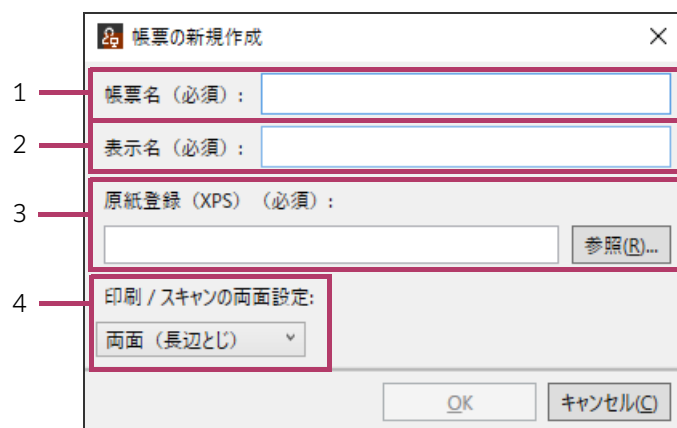 帳票の新規作成
1 帳票名（必須）:
2 表示名（必須）:
3 原紙登録（XPS）（必須）:
参照(R)...
4 印刷 / スキャンの両面設定:
両面（長辺とじ）
OK キャンセル(C)